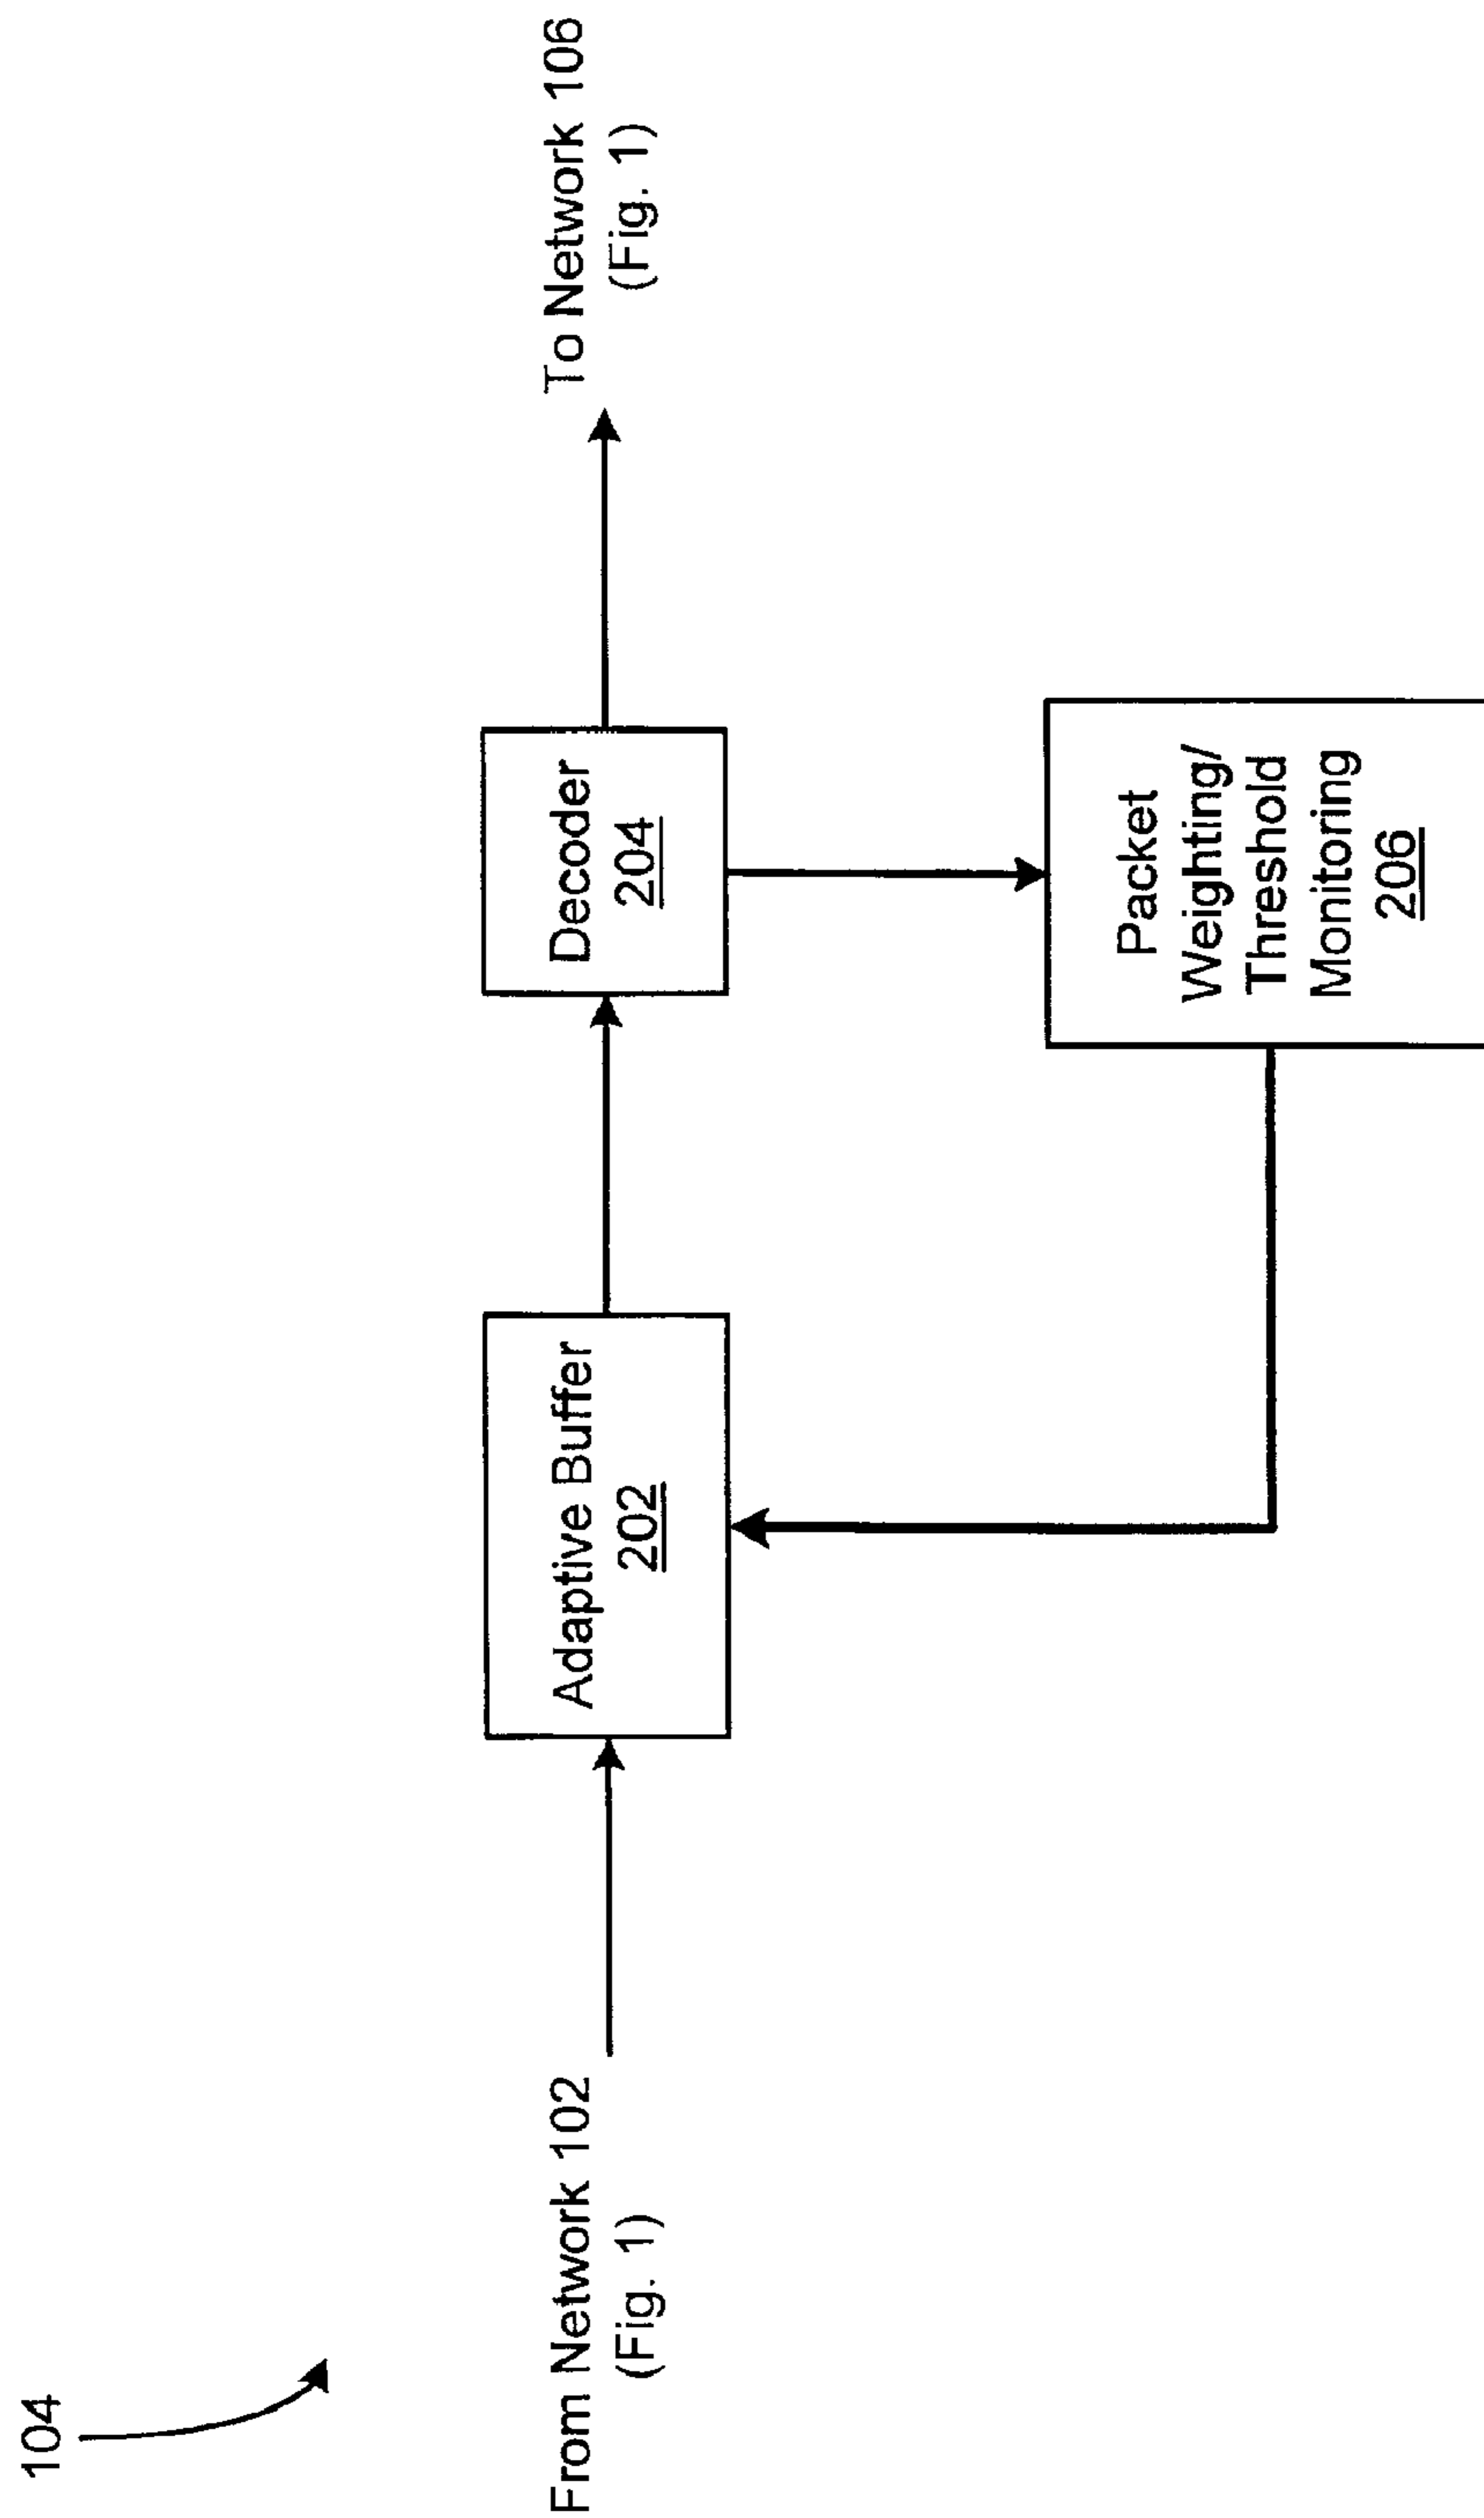 104
From Network 102
(Fig. 1)
Adaptive Buffer
202
Decoder
204
To Network 106
(Fig. 1)
Packet
Weighting/
Threshold
Monitoring
206